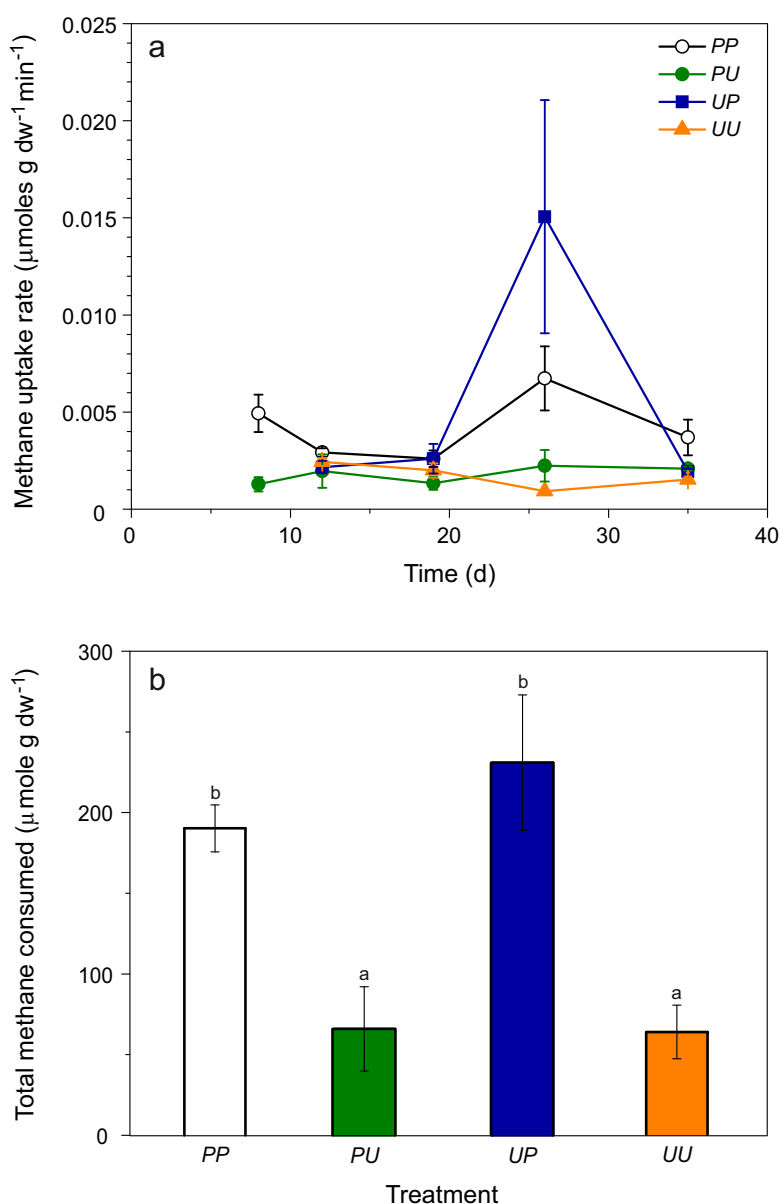 a
PP
PU
UP
UU
0.025
0.020
0.015
0.010
0.005
0
Methane uptake rate (μmoles g dw⁻¹ min⁻¹)
0 10 20 30 40
Time (d)
b
300
200
100
0
Total methane consumed (μmole g dw⁻¹)
b a b a
PP PU UP UU
Treatment